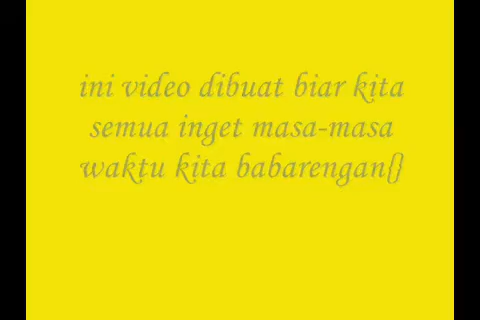 ini video dibuat biar kita
semua inget masa-masa
waktu kita babarengan{}